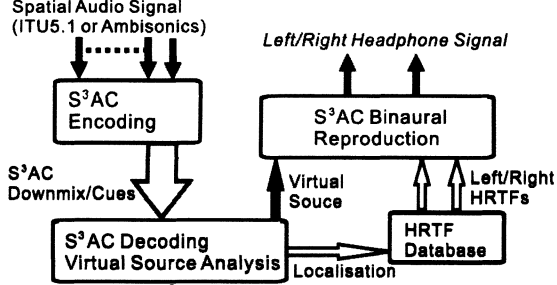 Spatial Audio Signal
(ITU5.1 or Ambisonics)
Left/Right Headphone Signal
S³AC
Encoding
S³AC Binaural
Reproduction
S³AC
Downmix/Cues
Virtual
Souce
Left/Right
HRTFs
S³AC Decoding
Virtual Source Analysis
Localisation
HRTF
Database